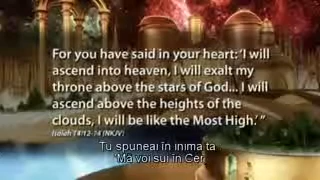 For you have said in your heart: 'I will
ascend into heaven, I will exalt my
throne above the stars of God... I will
ascend above the heights of the
clouds, I will be like the Most High.'"
Isaiah 14:12-14 (NKJV)
Tu spuneai în inima ta
"Mă voi sui în Cer